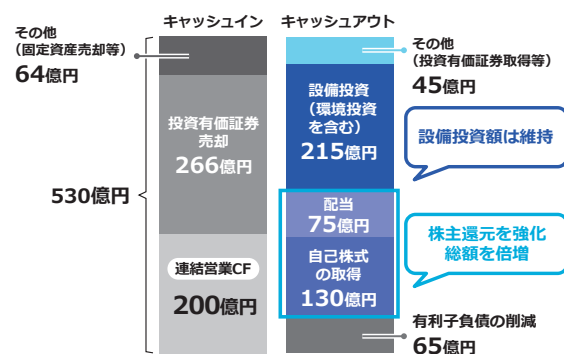 キャッシュイン
キャッシュアウト
その他
（固定資産売却等）
64億円
投資有価証券
売却
266億円
530億円
連結営業CF
200億円
その他
（投資有価証券取得等）
45億円
設備投資
（環境投資
を含む）
215億円
設備投資額は維持
配当
75億円
自己株式
の取得
130億円
株主還元を強化
総額を倍増
有利子負債の削減
65億円